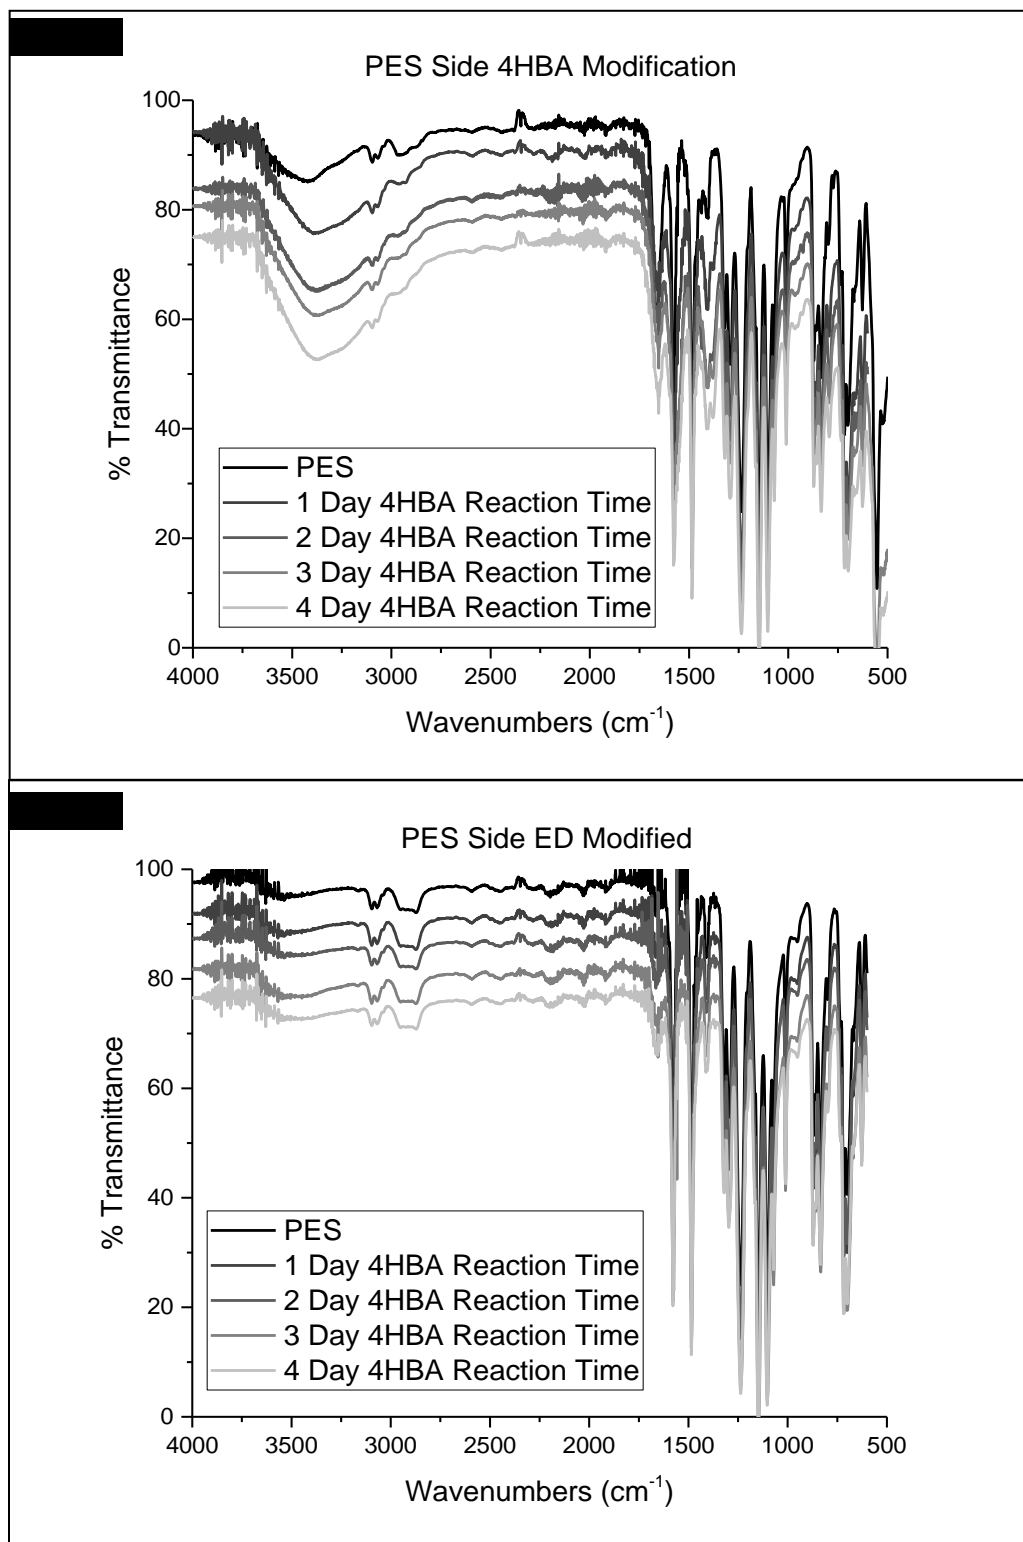 PES Side 4HBA Modification
100
80
60
40
20
0
% Transmittance
PES
1 Day 4HBA Reaction Time
2 Day 4HBA Reaction Time
3 Day 4HBA Reaction Time
4 Day 4HBA Reaction Time
4000 3500 3000 2500 2000 1500 1000 500
Wavenumbers (cm⁻¹)
PES Side ED Modified
100
80
60
40
20
0
% Transmittance
PES
1 Day 4HBA Reaction Time
2 Day 4HBA Reaction Time
3 Day 4HBA Reaction Time
4 Day 4HBA Reaction Time
4000 3500 3000 2500 2000 1500 1000 500
Wavenumbers (cm⁻¹)